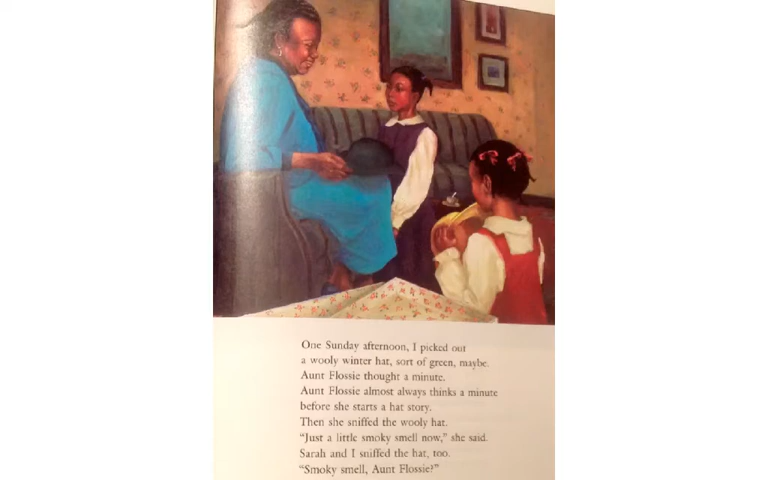 One Sunday afternoon, I picked out
a wooly winter hat, sort of green, maybe.
Aunt Flossie thought a minute.
Aunt Flossie almost always thinks a minute
before she starts a hat story.
Then she sniffed the wooly hat.
“Just a little smoky smell now,” she said.
Sarah and I sniffed the hat, too.
“Smoky smell, Aunt Flossie?”